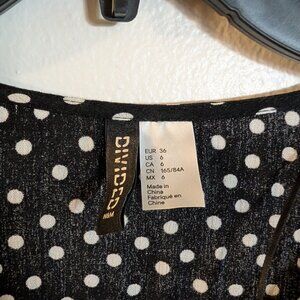 DIVIDED
H&M
EUR 36
US 6
CA 6
CN 165/84A
MX 6
Made in
China
Fabriqué en
Chine